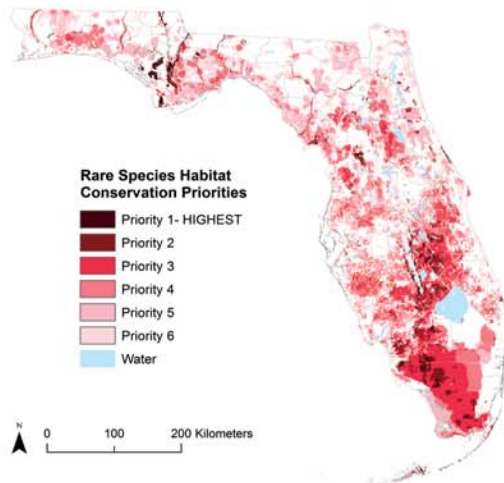 Rare Species Habitat
Conservation Priorities
Priority 1- HIGHEST
Priority 2
Priority 3
Priority 4
Priority 5
Priority 6
Water
N
0 100 200 Kilometers